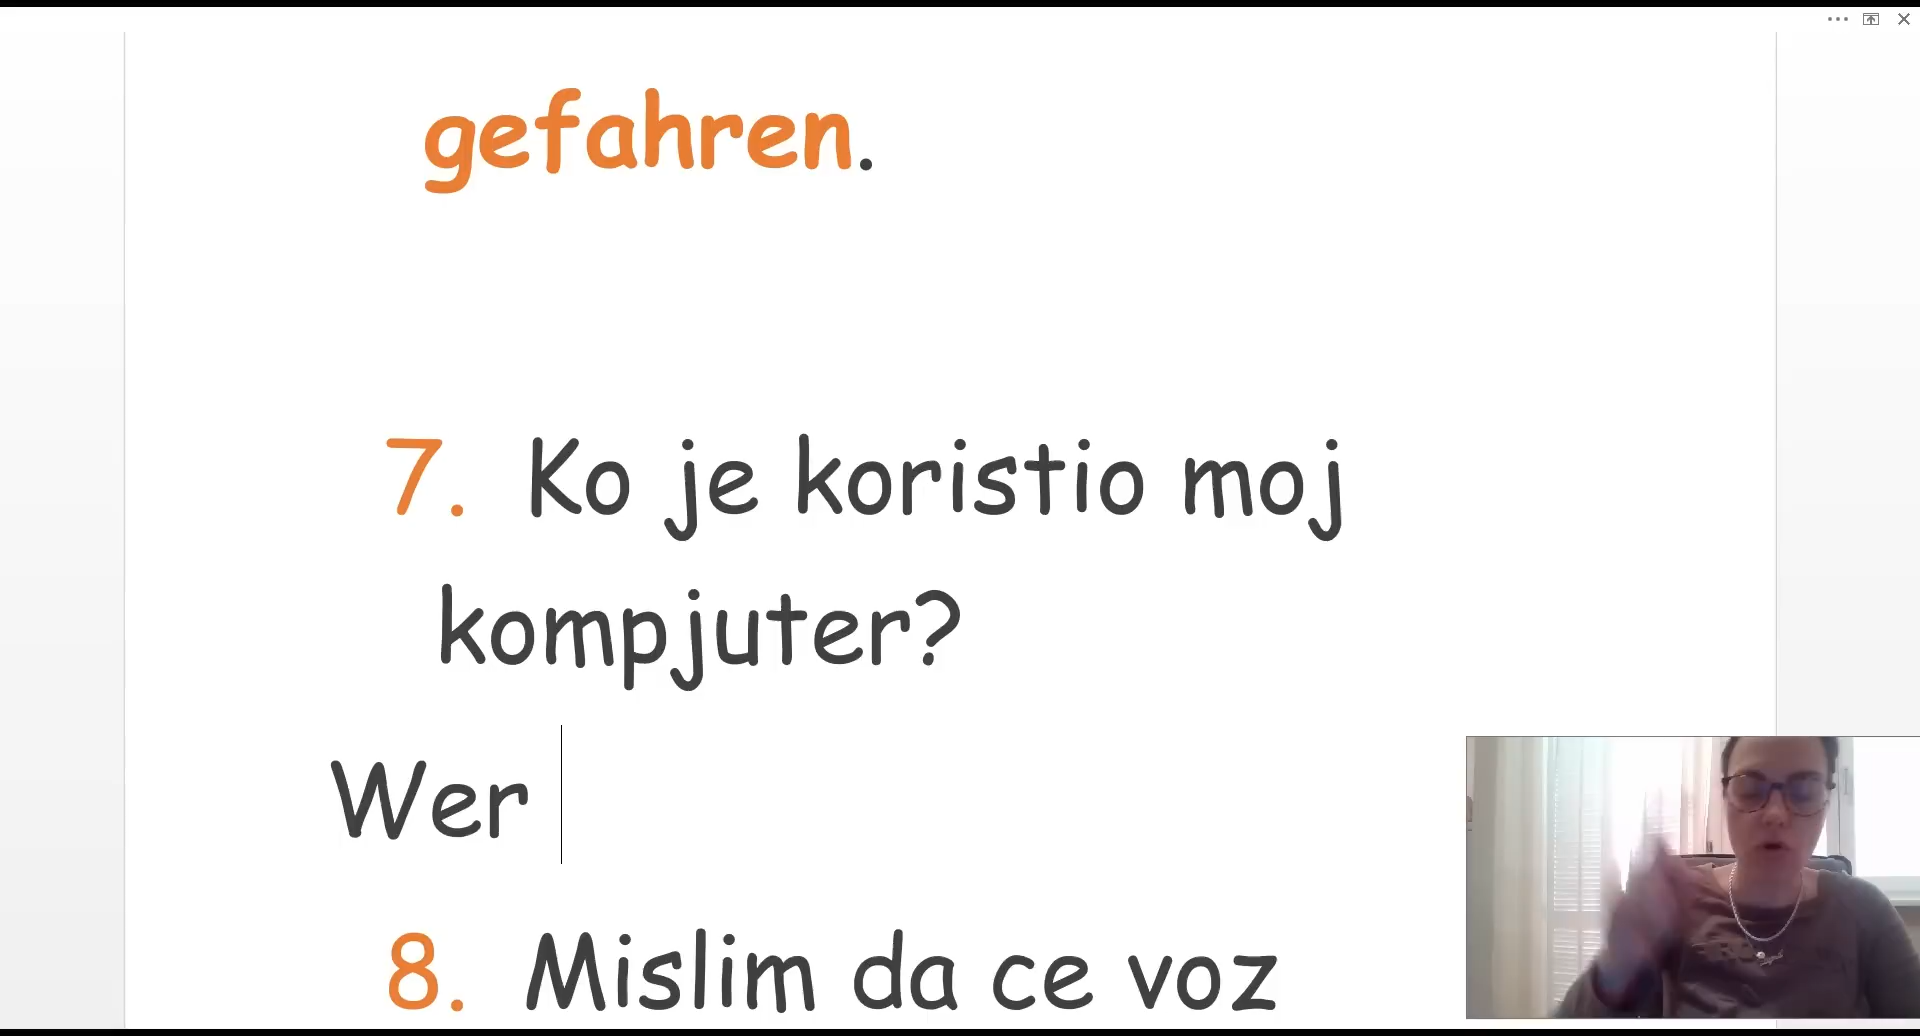 gefahren.
7. Ko je koristio moj
kompjuter?
Wer
8. Mislim da ce voz